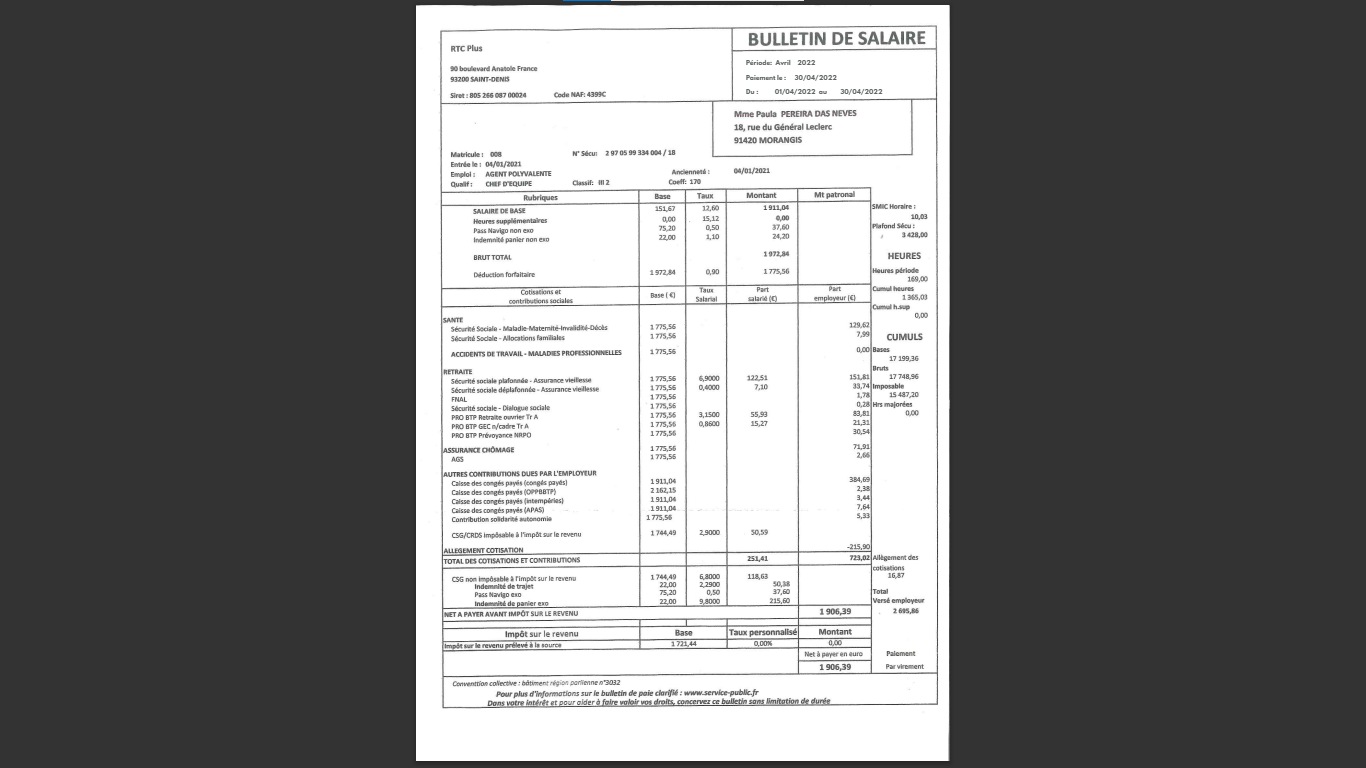 BULLETIN DE SALAIRE
RTC Plus
90 boulevard Anatole France
93200 SAINT-DENIS
Siret : 805 266 087 00024 Code NAF: 4399C
Période: Avril 2022
Paiement le : 30/04/2022
Du : 01/04/2022 au 30/04/2022
Mme Paula PEREIRA DAS NEVES
18, rue du Général Leclerc
91420 MORANGIS
Matricule : 008 N° Sécu: 2 97 05 99 334 004 / 18
Entrée le : 04/01/2021
Emploi : AGENT POLYVALENTE Ancienneté : 04/01/2021
Qualif : CHEF D'EQUIPE Classif: III 2 Coeff: 170
Rubriques Base Taux Montant Mt patronal
SALAIRE DE BASE 151,67 12,60 1 911,04
Heures supplémentaires 0,00 15,12 0,00
Pass Navigo non exo 75,20 0,50 37,60
Indemnité panier non exo 22,00 1,10 24,20
BRUT TOTAL 1 972,84
Déduction forfaitaire 1 972,84 0,90 1 775,56
SMIC Horaire :
10,03
Plafond Sécu :
3 428,00
HEURES
Heures période
169,00
Cumul heures
1 365,03
Cumul h.sup
0,00
CUMULS
Bases
17 199,36
Bruts
17 748,96
Imposable
15 487,20
Hrs majorées
0,00
Cotisations et contributions sociales Base ( €) Taux Salarial Part salarié (€) Part employeur (€)
SANTE
Sécurité Sociale - Maladie-Maternité-Invalidité-Décès 1 775,56 129,62
Sécurité Sociale - Allocations familiales 1 775,56 7,99
ACCIDENTS DE TRAVAIL - MALADIES PROFESSIONNELLES 1 775,56 0,00
RETRAITE
Sécurité sociale plafonnée - Assurance vieillesse 1 775,56 6,9000 122,51 151,81
Sécurité sociale déplafonnée - Assurance vieillesse 1 775,56 0,4000 7,10 33,74
FNAL 1 775,56 1,78
Sécurité sociale - Dialogue sociale 1 775,56 0,28
PRO BTP Retraite ouvrier Tr A 1 775,56 3,1500 55,93 83,81
PRO BTP GEC n/cadre Tr A 1 775,56 0,8600 15,27 21,31
PRO BTP Prévoyance NRPO 1 775,56 30,54
ASSURANCE CHÔMAGE 1 775,56 71,91
AGS 1 775,56 2,66
AUTRES CONTRIBUTIONS DUES PAR L'EMPLOYEUR
Caisse des congés payés (congés payés) 1 911,04 384,69
Caisse des congés payés (OPPBBTP) 2 162,15 2,38
Caisse des congés payés (intempéries) 1 911,04 3,44
Caisse des congés payés (APAS) 1 911,04 7,64
Contribution solidarité autonomie 1 775,56 5,33
CSG/CRDS impôsable à l'impôt sur le revenu 1 744,49 2,9000 50,59
ALLEGEMENT COTISATION -215,90
TOTAL DES COTISATIONS ET CONTRIBUTIONS 251,41 723,02
CSG non impôsable à l'impôt sur le revenu 1 744,49 6,8000 118,63
Indemnité de trajet 22,00 2,2900 50,38
Pass Navigo exo 75,20 0,50 37,60
Indemnité de panier exo 22,00 9,8000 215,60
NET A PAYER AVANT IMPÔT SUR LE REVENU 1 906,39
Allègement des
cotisations
16,87
Total
Versé employeur
2 695,86
Impôt sur le revenu Base Taux personnalisé Montant
Impôt sur le revenu prélevé à la source 1 721,44 0,00% 0,00
Net à payer en euro Paiement
1 906,39 Par virement
Conventtion collective : bâtiment région parlienne n°3032
Pour plus d'informations sur le bulletin de paie clarifié : www.service-public.fr
Dans votre intérêt et pour aider à faire valoir vos droits, concervez ce bulletin sans limitation de durée